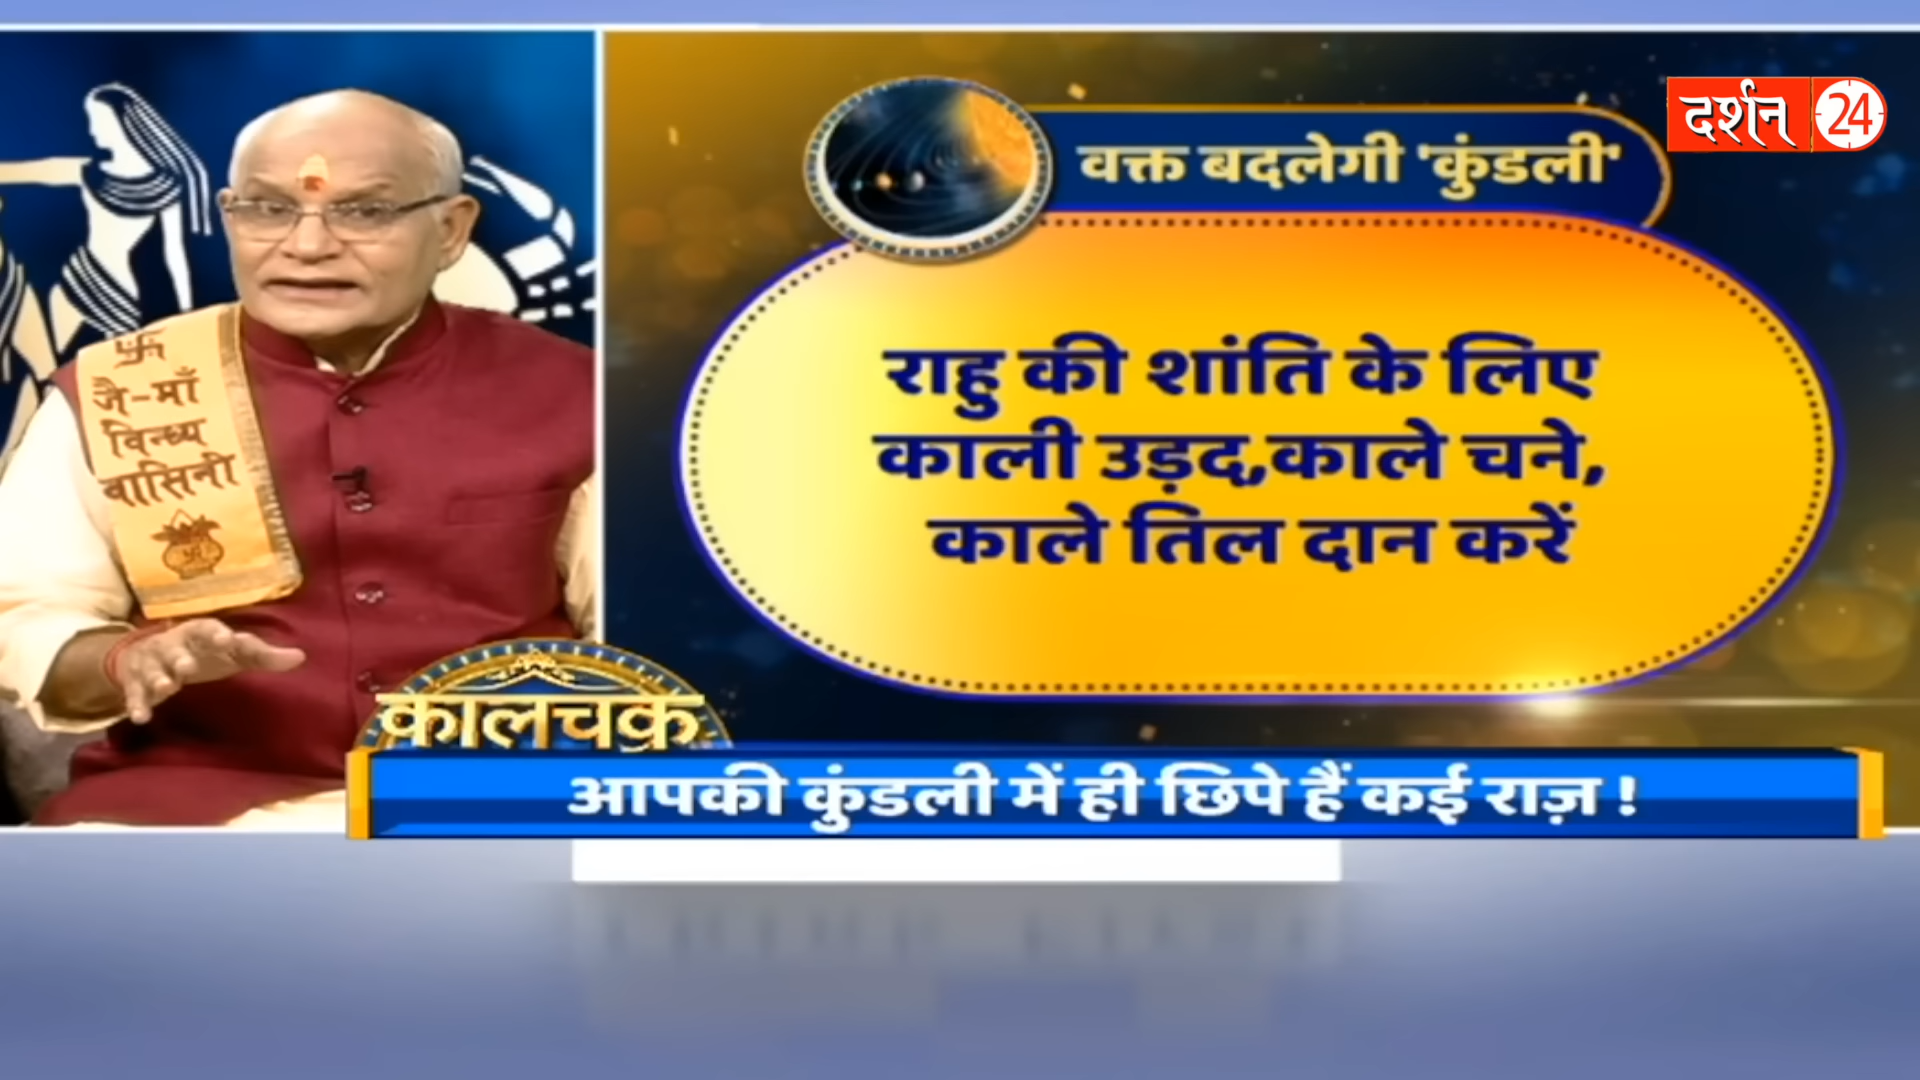 दर्शन 24
वक्त बदलेगी 'कुंडली'
राहु की शांति के लिए
काली उड़द,काले चने,
काले तिल दान करें
जै-माँ
विन्ध्य
वासिनी
कालचक्र
आपकी कुंडली में ही छिपे हैं कई राज़ !